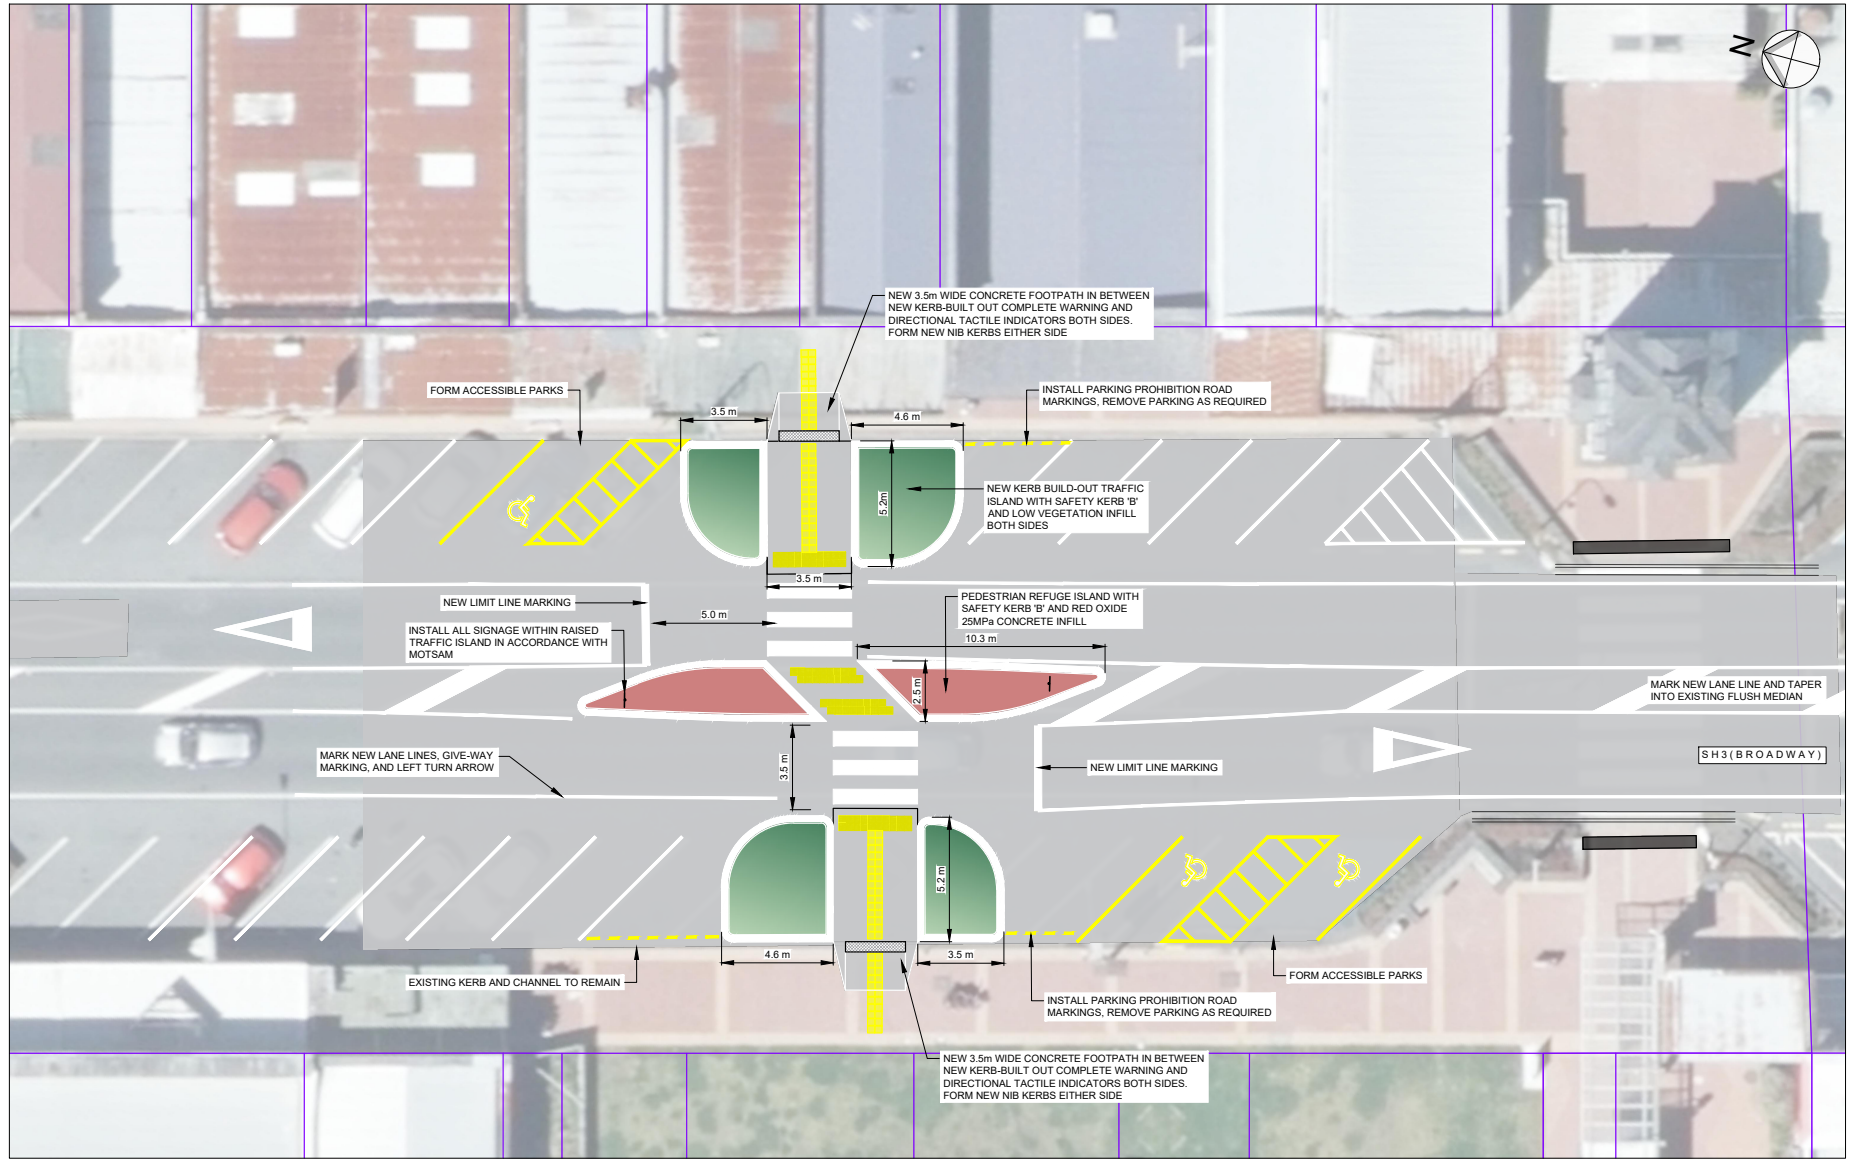 N
NEW 3.5m WIDE CONCRETE FOOTPATH IN BETWEEN
NEW KERB-BUILT OUT COMPLETE WARNING AND
DIRECTIONAL TACTILE INDICATORS BOTH SIDES.
FORM NEW NIB KERBS EITHER SIDE
FORM ACCESSIBLE PARKS
INSTALL PARKING PROHIBITION ROAD
MARKINGS, REMOVE PARKING AS REQUIRED
3.5 m
4.6 m
5.2m
NEW KERB BUILD-OUT TRAFFIC
ISLAND WITH SAFETY KERB 'B'
AND LOW VEGETATION INFILL
BOTH SIDES
3.5 m
NEW LIMIT LINE MARKING
5.0 m
PEDESTRIAN REFUGE ISLAND WITH
SAFETY KERB 'B' AND RED OXIDE
25MPa CONCRETE INFILL
INSTALL ALL SIGNAGE WITHIN RAISED
TRAFFIC ISLAND IN ACCORDANCE WITH
MOTSAM
10.3 m
2.5 m
MARK NEW LANE LINE AND TAPER
INTO EXISTING FLUSH MEDIAN
MARK NEW LANE LINES, GIVE-WAY
MARKING, AND LEFT TURN ARROW
3.5 m
NEW LIMIT LINE MARKING
SH3(BROADWAY)
5.2 m
4.6 m
3.5 m
EXISTING KERB AND CHANNEL TO REMAIN
FORM ACCESSIBLE PARKS
INSTALL PARKING PROHIBITION ROAD
MARKINGS, REMOVE PARKING AS REQUIRED
NEW 3.5m WIDE CONCRETE FOOTPATH IN BETWEEN
NEW KERB-BUILT OUT COMPLETE WARNING AND
DIRECTIONAL TACTILE INDICATORS BOTH SIDES.
FORM NEW NIB KERBS EITHER SIDE